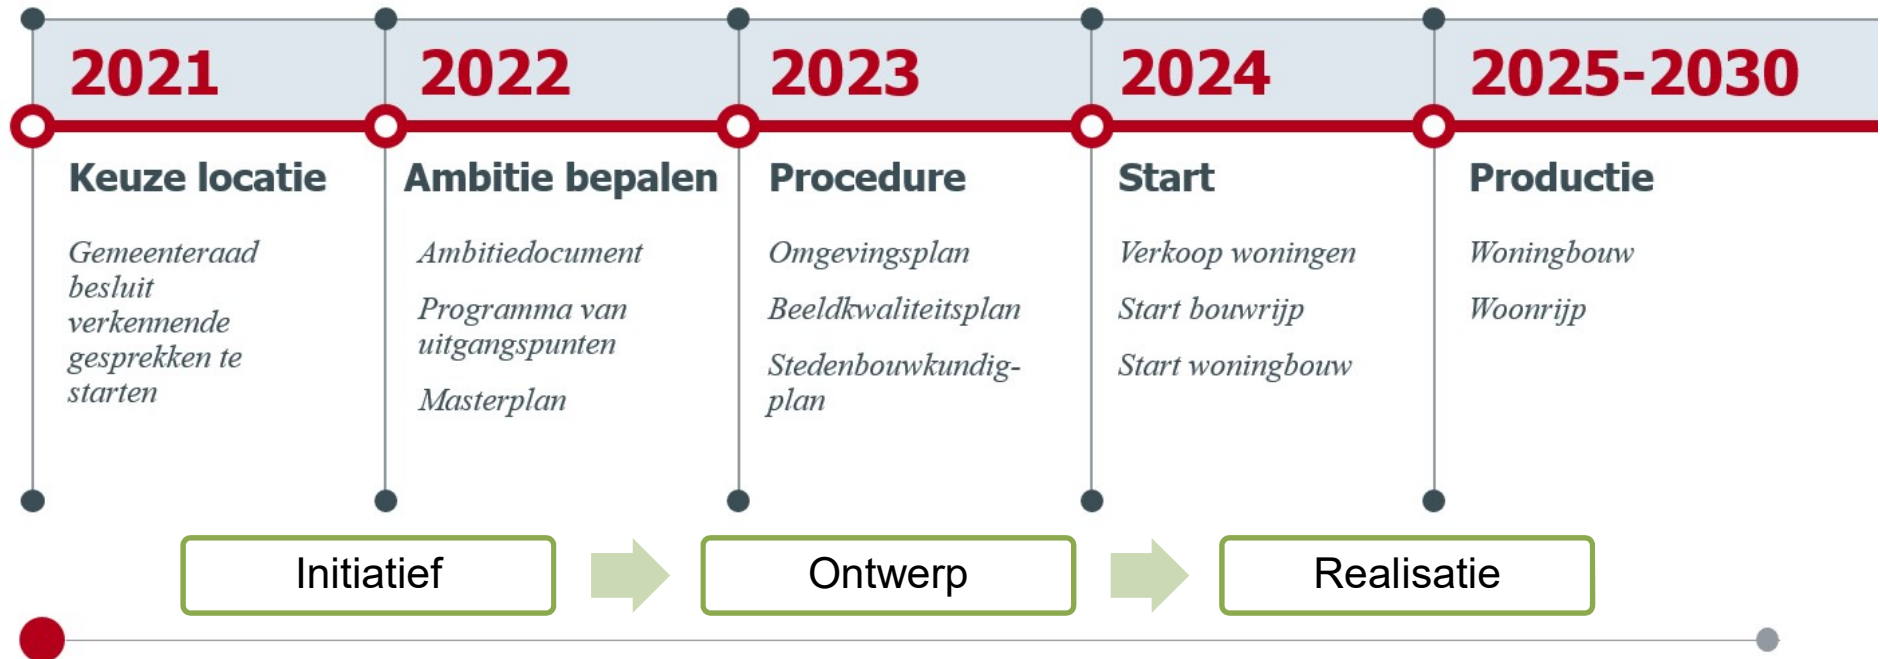 2021
2022
2023
2024
2025-2030
Keuze locatie
Ambitie bepalen
Procedure
Start
Productie
Gemeenteraad
besluit
verkennende
gesprekken te
starten
Ambitiedocument
Programma van
uitgangspunten
Masterplan
Omgevingsplan
Beeldkwaliteitsplan
Stedenbouwkundig-
plan
Verkoop woningen
Start bouwrijp
Start woningbouw
Woningbouw
Woonrijp
Initiatief
Ontwerp
Realisatie